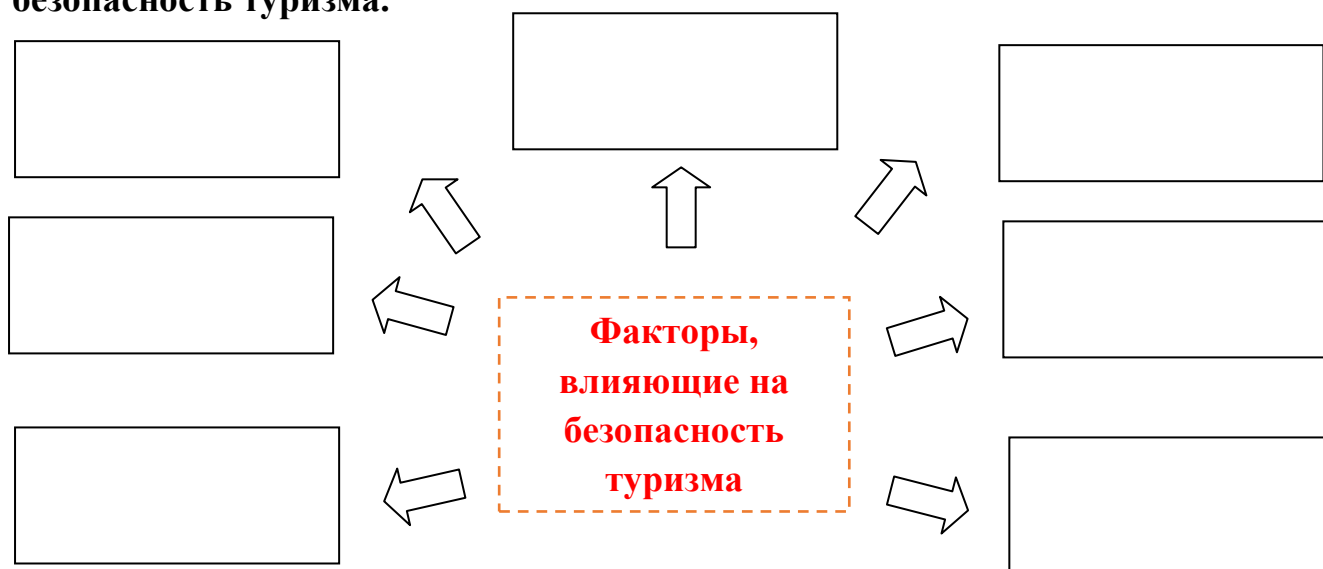 безопасность туризма.
Факторы,
влияющие на
безопасность
туризма